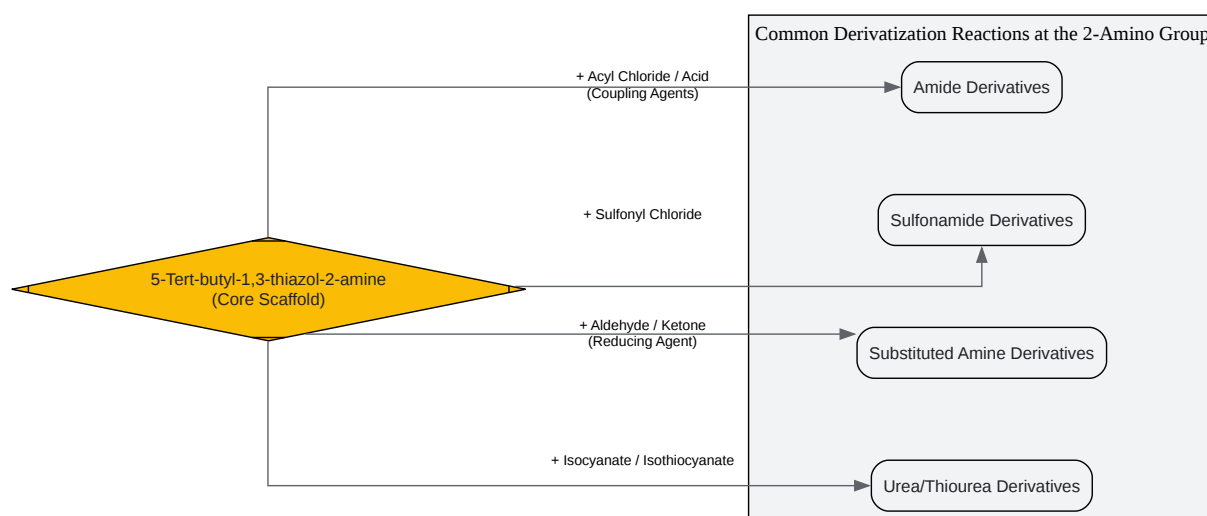 Common Derivatization Reactions at the 2-Amino Group
+ Acyl Chloride / Acid
(Coupling Agents)
Amide Derivatives
+ Sulfonyl Chloride
Sulfonamide Derivatives
5-Tert-butyl-1,3-thiazol-2-amine
(Core Scaffold)
+ Aldehyde / Ketone
(Reducing Agent)
Substituted Amine Derivatives
+ Isocyanate / Isothiocyanate
Urea/Thiourea Derivatives